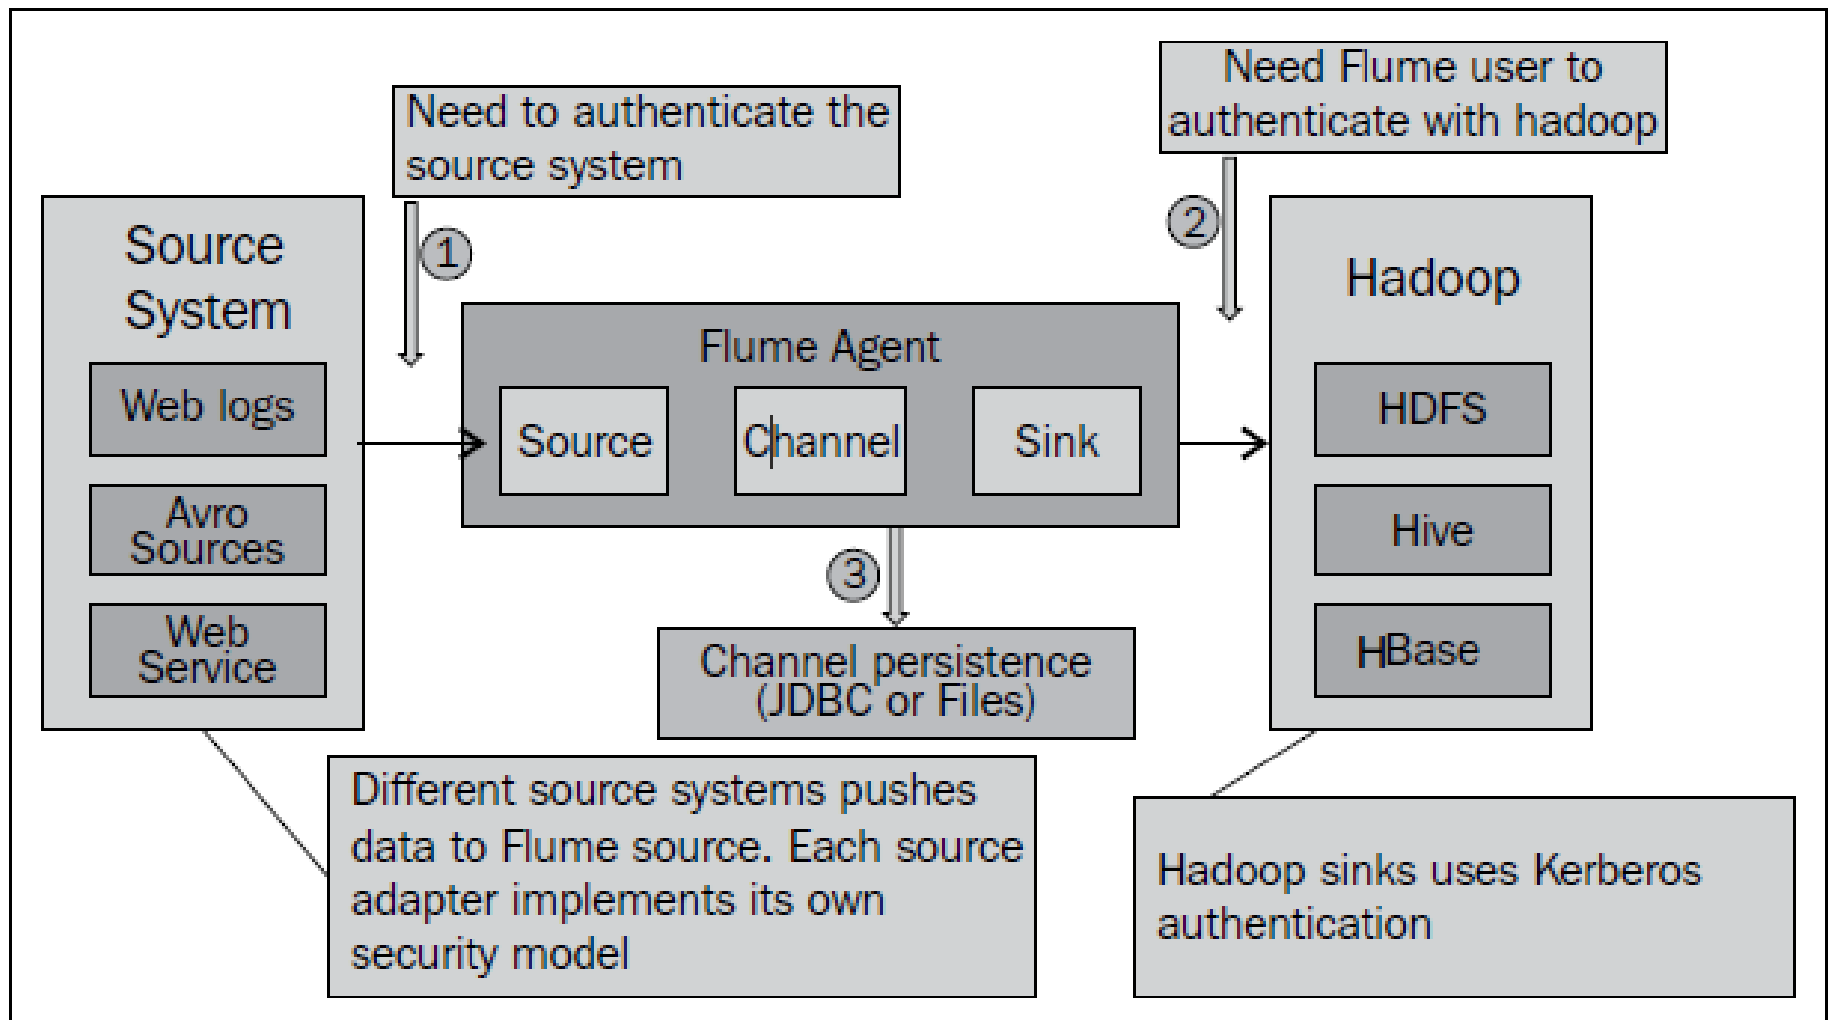 Need to authenticate the
source system
Need Flume user to
authenticate with hadoop
Source
System
Web logs
Avro
Sources
Web
Service
1
2
Flume Agent
Source
Channel
Sink
3
Channel persistence
(JDBC or Files)
Hadoop
HDFS
Hive
HBase
Different source systems pushes
data to Flume source. Each source
adapter implements its own
security model
Hadoop sinks uses Kerberos
authentication